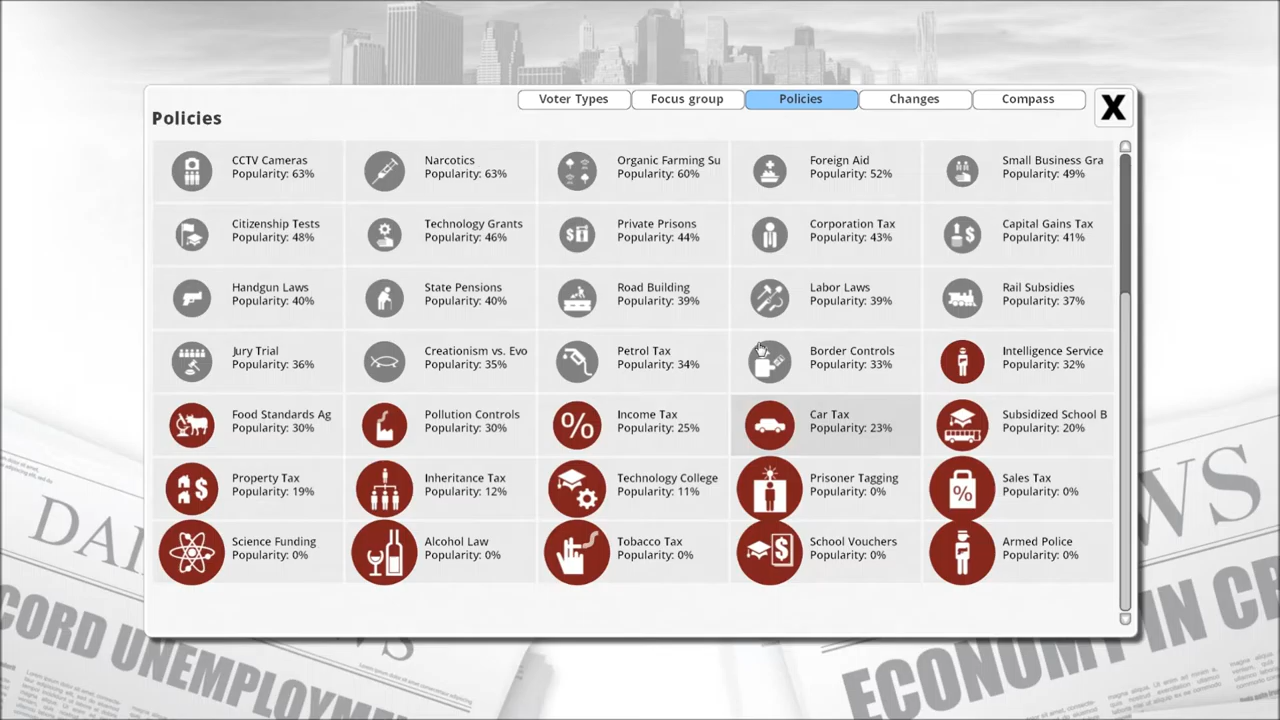 Voter Types
Focus group
Policies
Changes
Compass
X
Policies
CCTV Cameras
Popularity: 63%
Narcotics
Popularity: 63%
Organic Farming Su
Popularity: 60%
Foreign Aid
Popularity: 52%
Small Business Gra
Popularity: 49%
Citizenship Tests
Popularity: 48%
Technology Grants
Popularity: 46%
Private Prisons
Popularity: 44%
Corporation Tax
Popularity: 43%
Capital Gains Tax
Popularity: 41%
Handgun Laws
Popularity: 40%
State Pensions
Popularity: 40%
Road Building
Popularity: 39%
Labor Laws
Popularity: 39%
Rail Subsidies
Popularity: 37%
Jury Trial
Popularity: 36%
Creationism vs. Evo
Popularity: 35%
Petrol Tax
Popularity: 34%
Border Controls
Popularity: 33%
Intelligence Service
Popularity: 32%
Food Standards Ag
Popularity: 30%
Pollution Controls
Popularity: 30%
%
Income Tax
Popularity: 25%
Car Tax
Popularity: 23%
Subsidized School B
Popularity: 20%
$
Property Tax
Popularity: 19%
Inheritance Tax
Popularity: 12%
Technology College
Popularity: 11%
Prisoner Tagging
Popularity: 0%
%
Sales Tax
Popularity: 0%
Science Funding
Popularity: 0%
Alcohol Law
Popularity: 0%
Tobacco Tax
Popularity: 0%
$
School Vouchers
Popularity: 0%
Armed Police
Popularity: 0%
DAI
WS
CORD UNEMPLOYM
ECONOMY IN CR